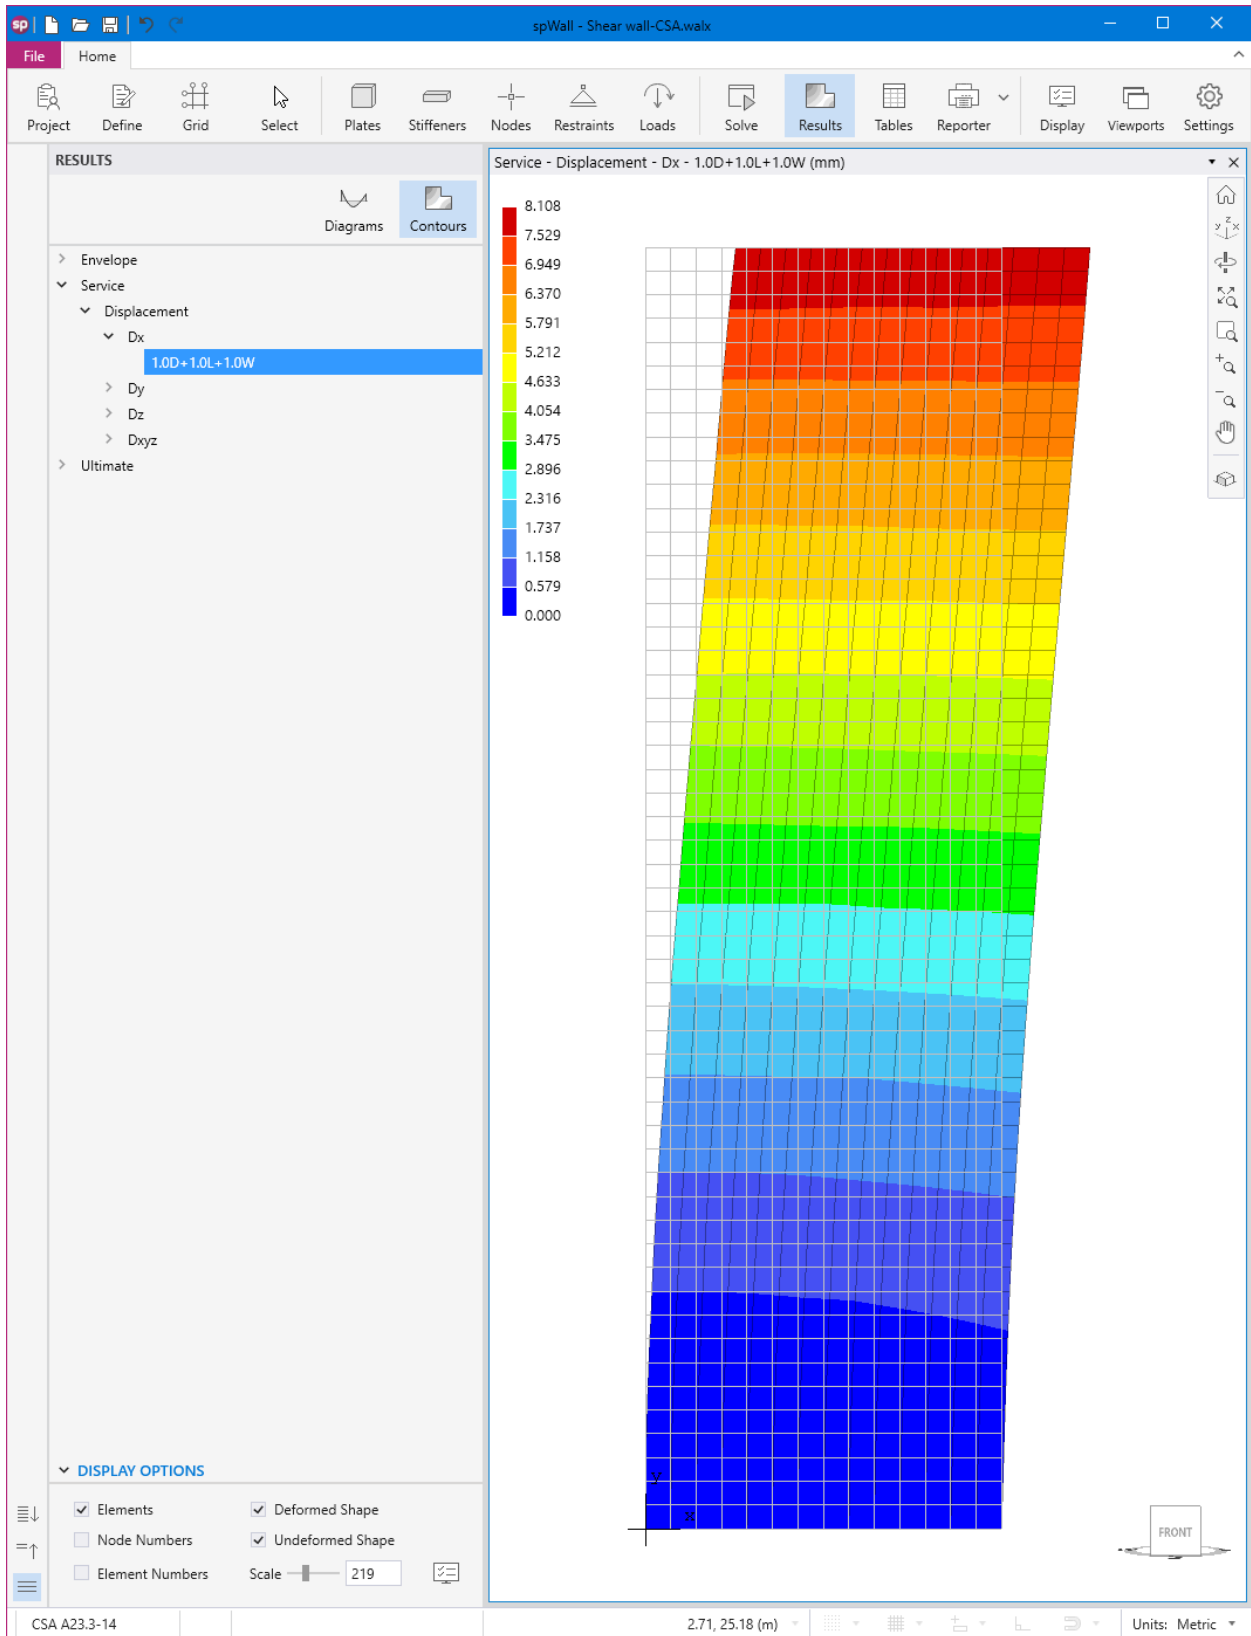 sp
spWall - Shear wall-CSA.walx
File Home
Project Define Grid Select Plates Stiffeners Nodes Restraints Loads Solve Results Tables Reporter Display Viewports Settings
RESULTS
Diagrams Contours
Envelope
Service
Displacement
Dx
1.0D+1.0L+1.0W
Dy
Dz
Dxyz
Ultimate
Service - Displacement - Dx - 1.0D+1.0L+1.0W (mm)
8.108
7.529
6.949
6.370
5.791
5.212
4.633
4.054
3.475
2.896
2.316
1.737
1.158
0.579
0.000
z
y x
Y
X
FRONT
DISPLAY OPTIONS
Elements Deformed Shape
Node Numbers Undeformed Shape
Element Numbers Scale 219
CSA A23.3-14 2.71, 25.18 (m) Units: Metric